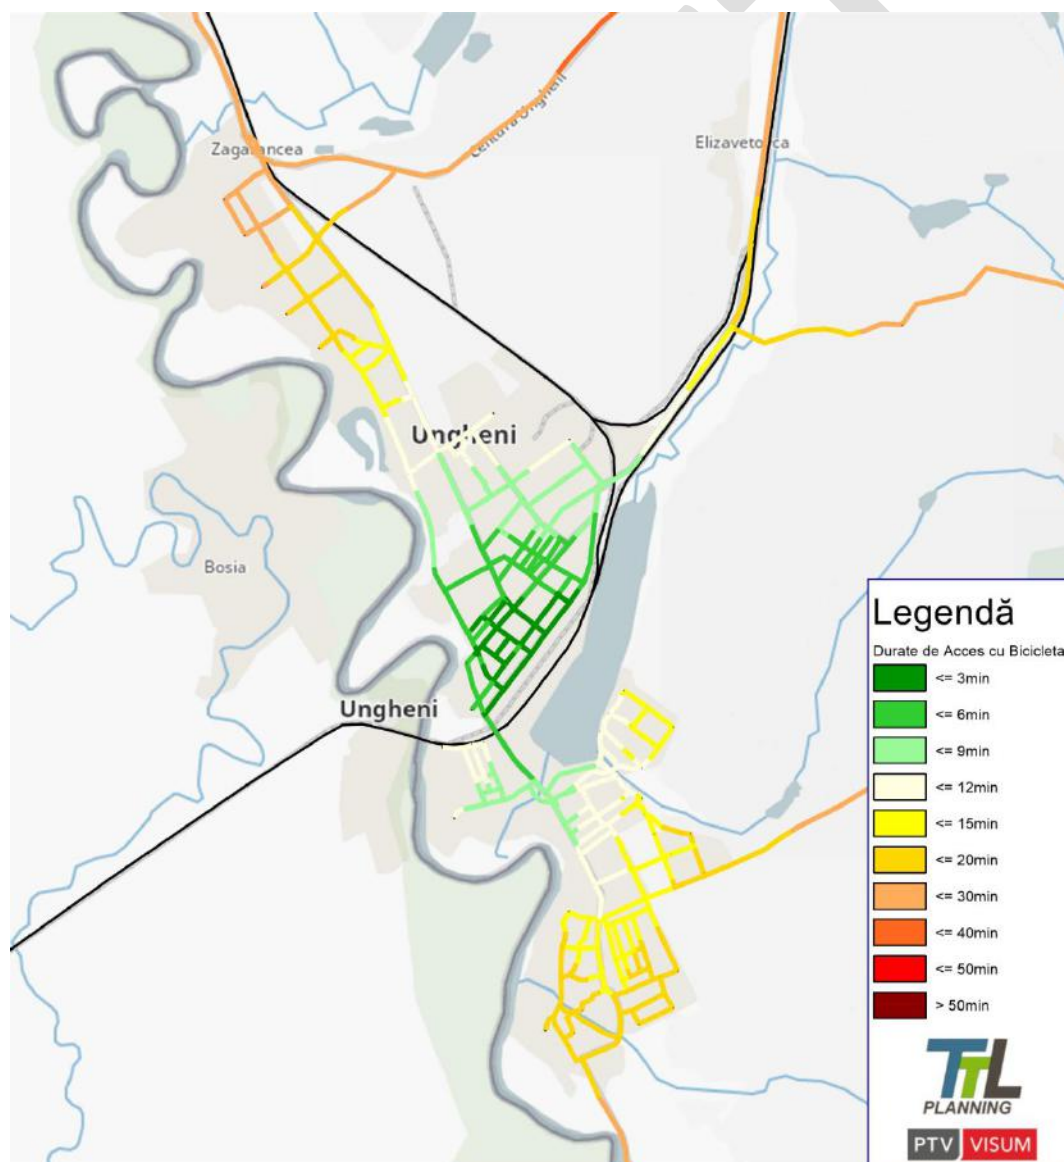 Zagarancea
Centura Ungheni
Elizavetovca
Ungheni
Bosia
Ungheni
Legendă
Durate de Acces cu Bicicleta
<= 3min
<= 6min
<= 9min
<= 12min
<= 15min
<= 20min
<= 30min
<= 40min
<= 50min
> 50min
TTL
PLANNING
PTV VISUM